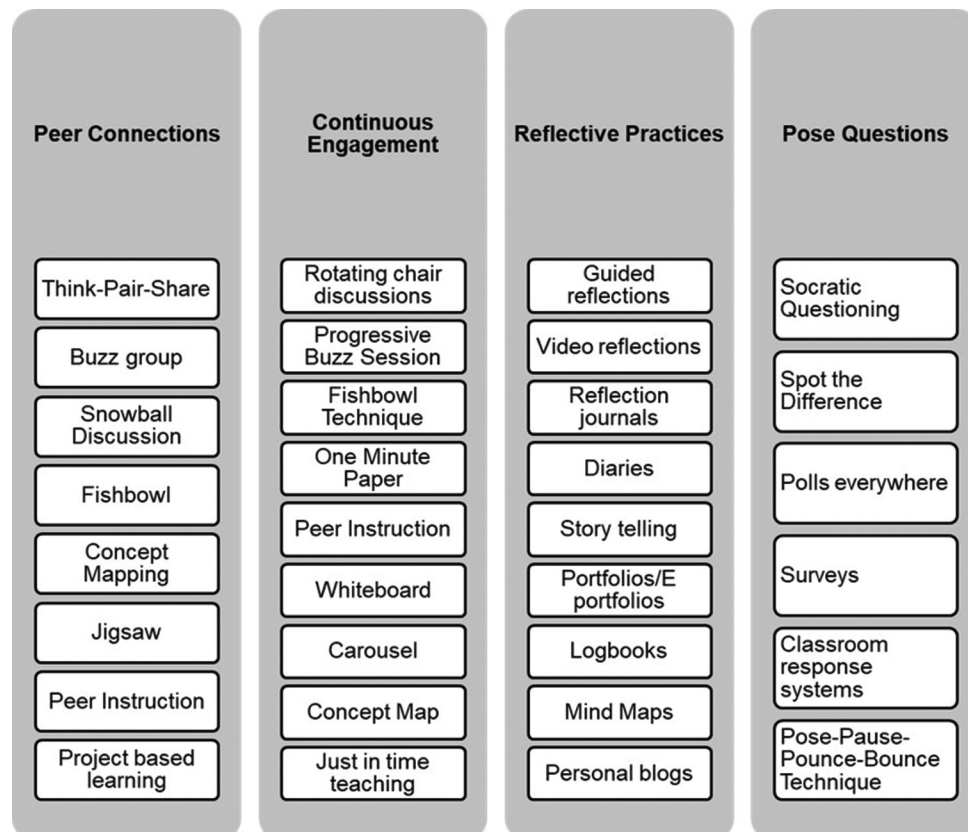 Peer Connections
Think-Pair-Share
Buzz group
Snowball
Discussion
Fishbowl
Concept
Mapping
Jigsaw
Peer Instruction
Project based
learning
Continuous
Engagement
Rotating chair
discussions
Progressive
Buzz Session
Fishbowl
Technique
One Minute
Paper
Peer Instruction
Whiteboard
Carousel
Concept Map
Just in time
teaching
Reflective Practices
Guided
reflections
Video reflections
Reflection
journals
Diaries
Story telling
Portfolios/E
portfolios
Logbooks
Mind Maps
Personal blogs
Pose Questions
Socratic
Questioning
Spot the
Difference
Polls everywhere
Surveys
Classroom
response
systems
Pose-Pause-
Pounce-Bounce
Technique